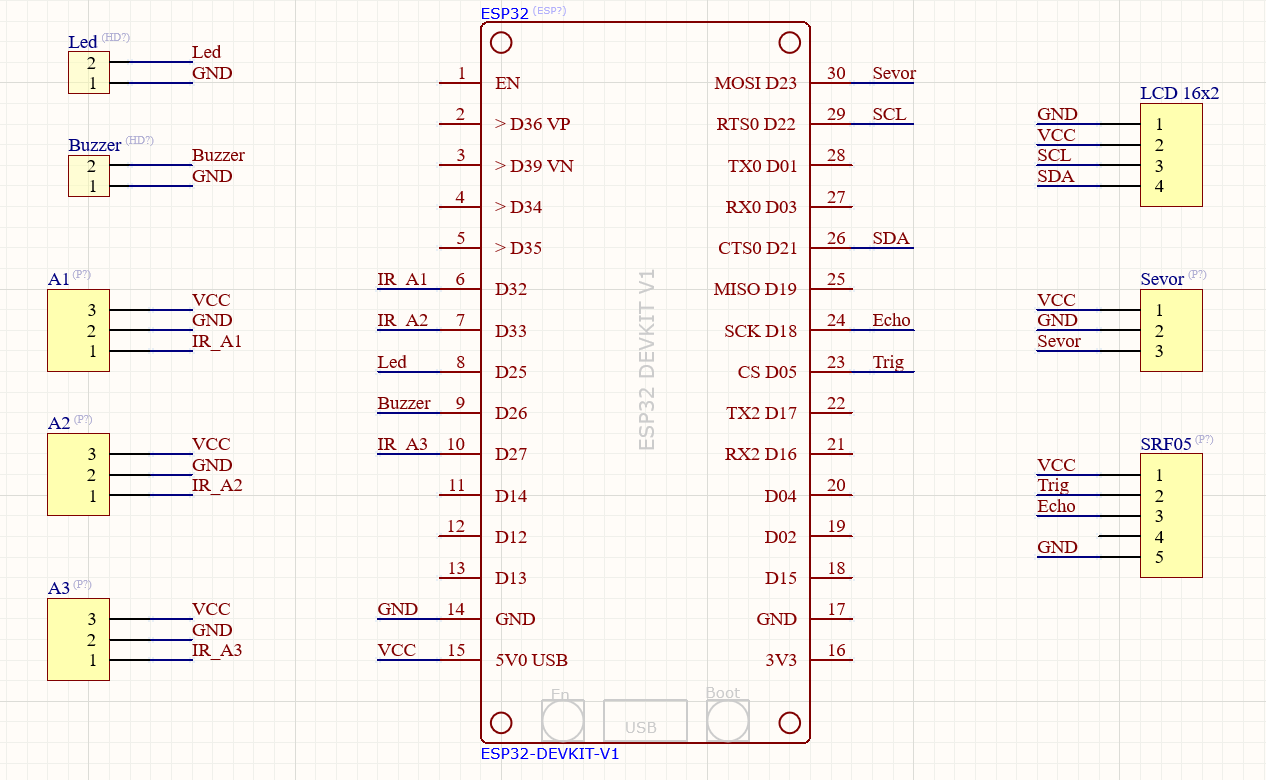 Led (HD?)
2 Led
1 GND
Buzzer (HD?)
2 Buzzer
1 GND
A1 (P?)
3 VCC
2 GND
1 IR_A1
A2 (P?)
3 VCC
2 GND
1 IR_A2
A3 (P?)
3 VCC
2 GND
1 IR_A3
ESP32 (ESP?)
1 EN
2 > D36 VP
3 > D39 VN
4 > D34
5 > D35
IR_A1 6 D32
IR_A2 7 D33
Led 8 D25
Buzzer 9 D26
IR_A3 10 D27
11 D14
12 D12
13 D13
GND 14 GND
VCC 15 5V0 USB
ESP32 DEVKIT V1
MOSI D23 30 Sevor
RTS0 D22 29 SCL
TX0 D01 28
RX0 D03 27
CTS0 D21 26 SDA
MISO D19 25
SCK D18 24 Echo
CS D05 23 Trig
TX2 D17 22
RX2 D16 21
D04 20
D02 19
D15 18
GND 17
3V3 16
En
USB
Boot
ESP32-DEVKIT-V1
LCD 16x2
GND 1
VCC 2
SCL 3
SDA 4
Sevor (P?)
VCC 1
GND 2
Sevor 3
SRF05 (P?)
VCC 1
Trig 2
Echo 3
4
GND 5